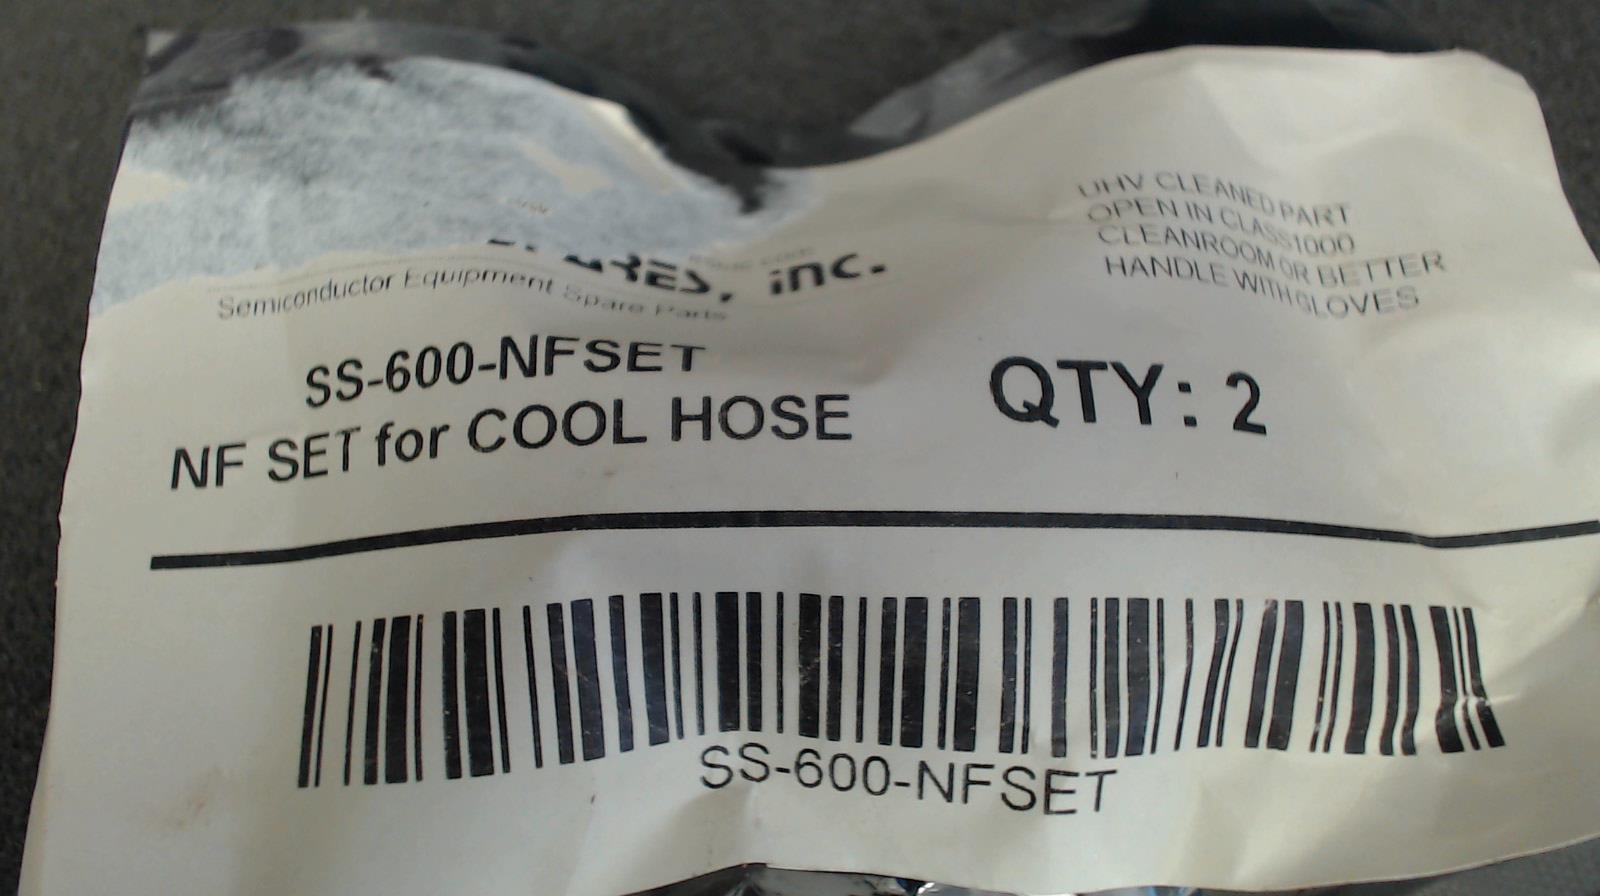 inc.
Semiconductor Equipment Spare Parts
UHV CLEANED PART
OPEN IN CLASS1000
CLEANROOM OR BETTER
HANDLE WITH GLOVES
SS-600-NFSET
NF SET for COOL HOSE
QTY: 2
SS-600-NFSET